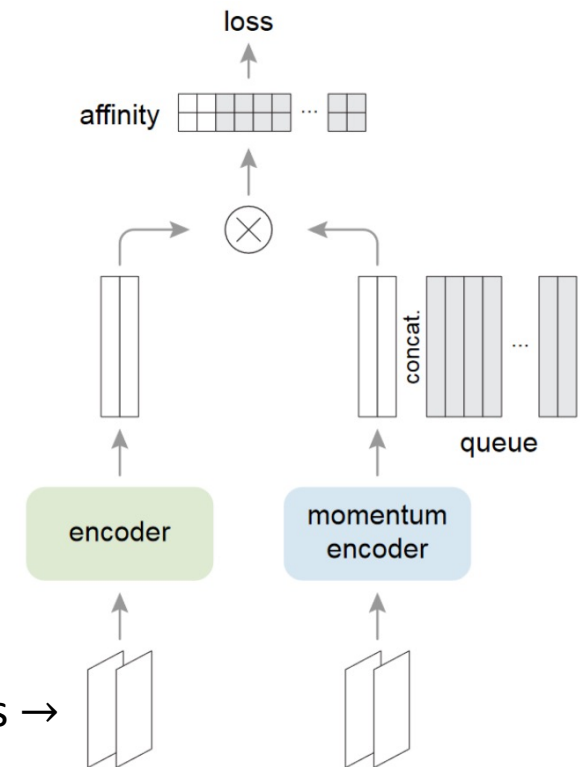 loss
affinity
...
concat.
...
queue
encoder
momentum
encoder
s →